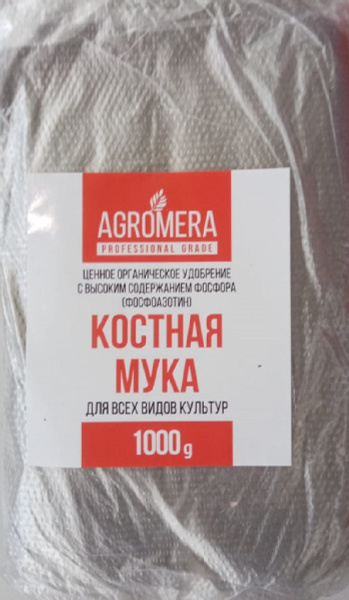 AGROMERA
PROFESSIONAL GRADE
ЦЕННОЕ ОРГАНИЧЕСКОЕ УДОБРЕНИЕ
С ВЫСОКИМ СОДЕРЖАНИЕМ ФОСФОРА
(ФОСФОАЗОТИН)
КОСТНАЯ
МУКА
ДЛЯ ВСЕХ ВИДОВ КУЛЬТУР
1000g